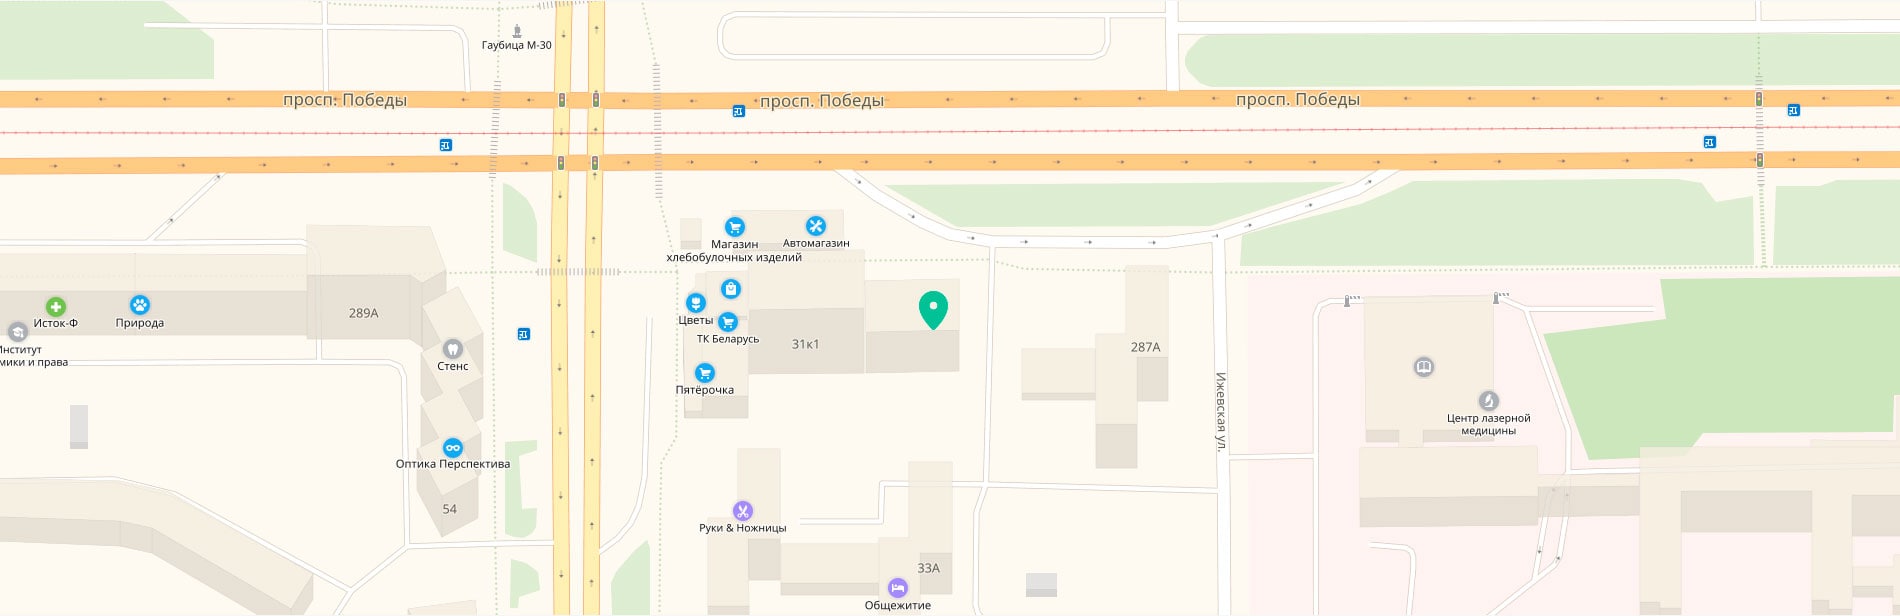 Гаубица М-30
просп. Победы
просп. Победы
просп. Победы
Магазин
хлебобулочных изделий
Автомагазин
Исток-Ф
Природа
289А
Цветы
ТК Беларусь
31к1
287А
Институт
мики и права
Стенс
Пятёрочка
Ижевская ул.
Центр лазерной
медицины
Оптика Перспектива
54
Руки & Ножницы
33А
Общежитие